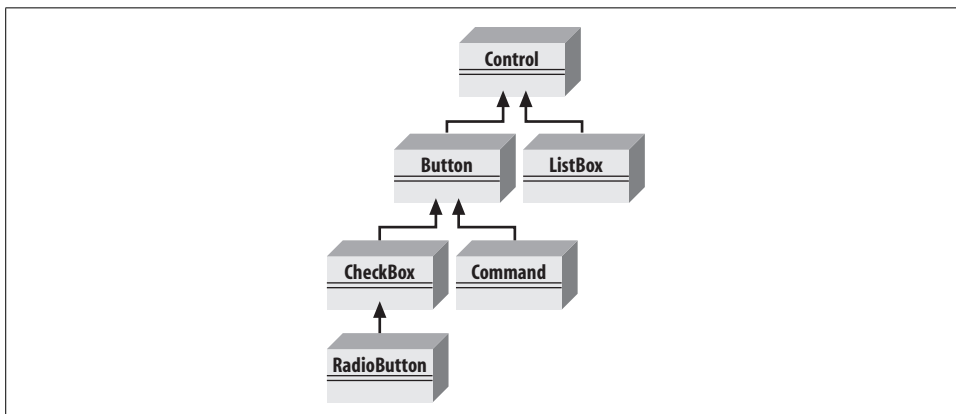 Control
Button
ListBox
CheckBox
Command
RadioButton